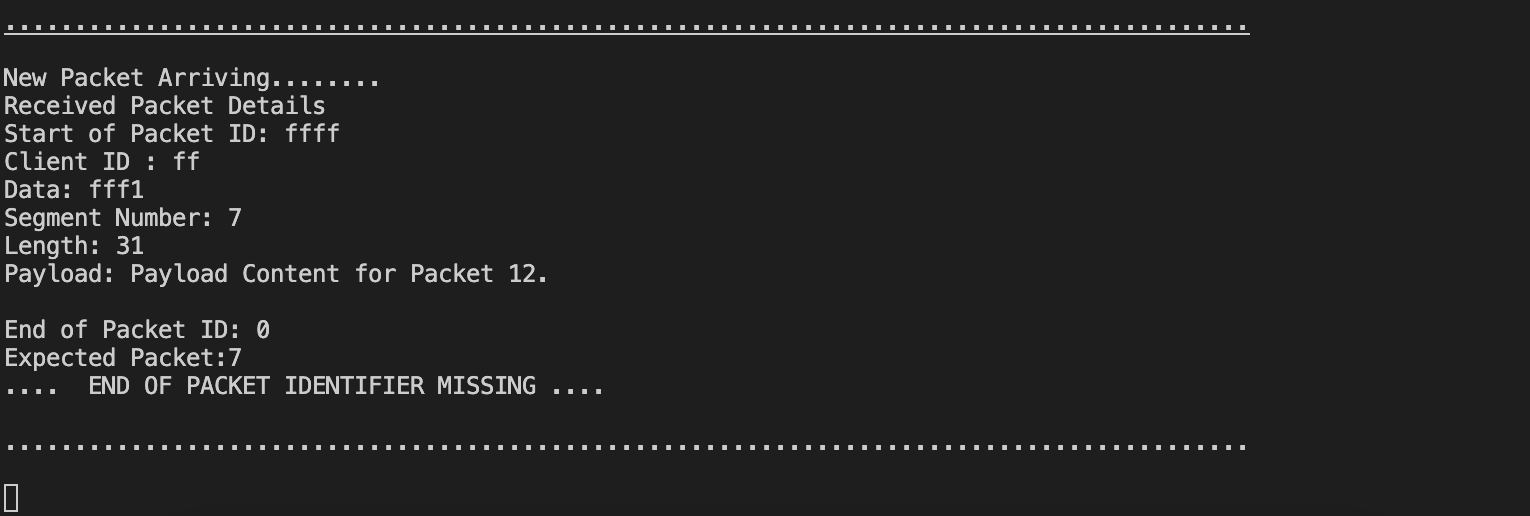 .........................................................................................
New Packet Arriving........
Received Packet Details
Start of Packet ID: ffff
Client ID : ff
Data: fff1
Segment Number: 7
Length: 31
Payload: Payload Content for Packet 12.
End of Packet ID: 0
Expected Packet:7
....  END OF PACKET IDENTIFIER MISSING ....
.........................................................................................